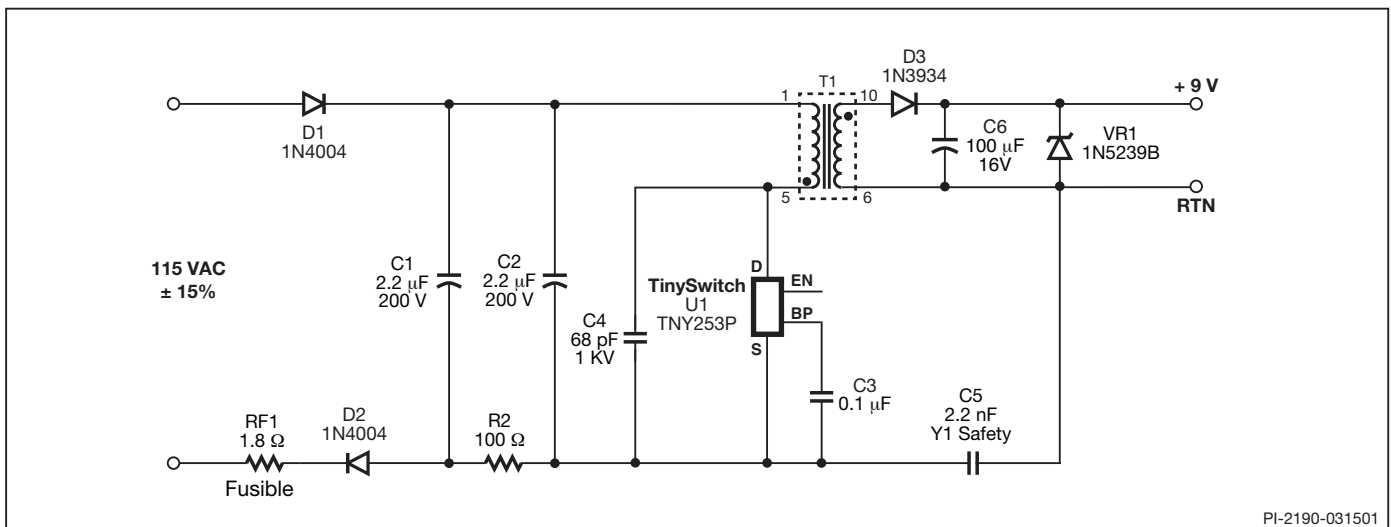 D3
1N3934
T1
+ 9 V
1
10
D1
1N4004
C6
100 µF
16V
VR1
1N5239B
5
6
RTN
115 VAC
± 15%
C1
2.2 µF
200 V
C2
2.2 µF
200 V
D
TinySwitch
EN
U1
TNY253P
BP
S
C4
68 pF
1 KV
C3
0.1 µF
C5
2.2 nF
Y1 Safety
RF1
1.8 Ω
D2
1N4004
R2
100 Ω
Fusible
PI-2190-031501